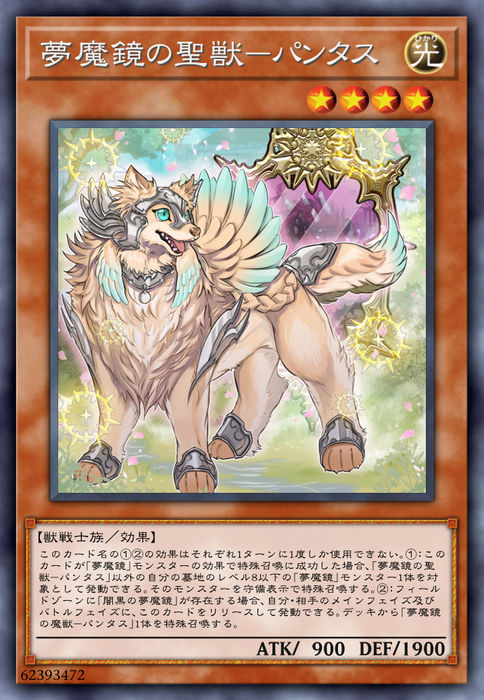 夢魔鏡の聖獣－パンタス
ひかり
光
【獣戦士族／効果】
このカード名の①②の効果はそれぞれ1ターンに1度しか使用できない。①：この
カードが「夢魔鏡」モンスターの効果で特殊召喚に成功した場合、「夢魔鏡の聖
獣－パンタス」以外の自分の墓地のレベル8以下の「夢魔鏡」モンスター1体を対
象として発動できる。そのモンスターを守備表示で特殊召喚する。②：フィール
ドゾーンに「闇黒の夢魔鏡」が存在する場合、自分・相手のメインフェイズ及び
バトルフェイズに、このカードをリリースして発動できる。デッキから「夢魔鏡
の魔獣－パンタス」1体を特殊召喚する。
ATK/ 900 DEF/1900
62393472